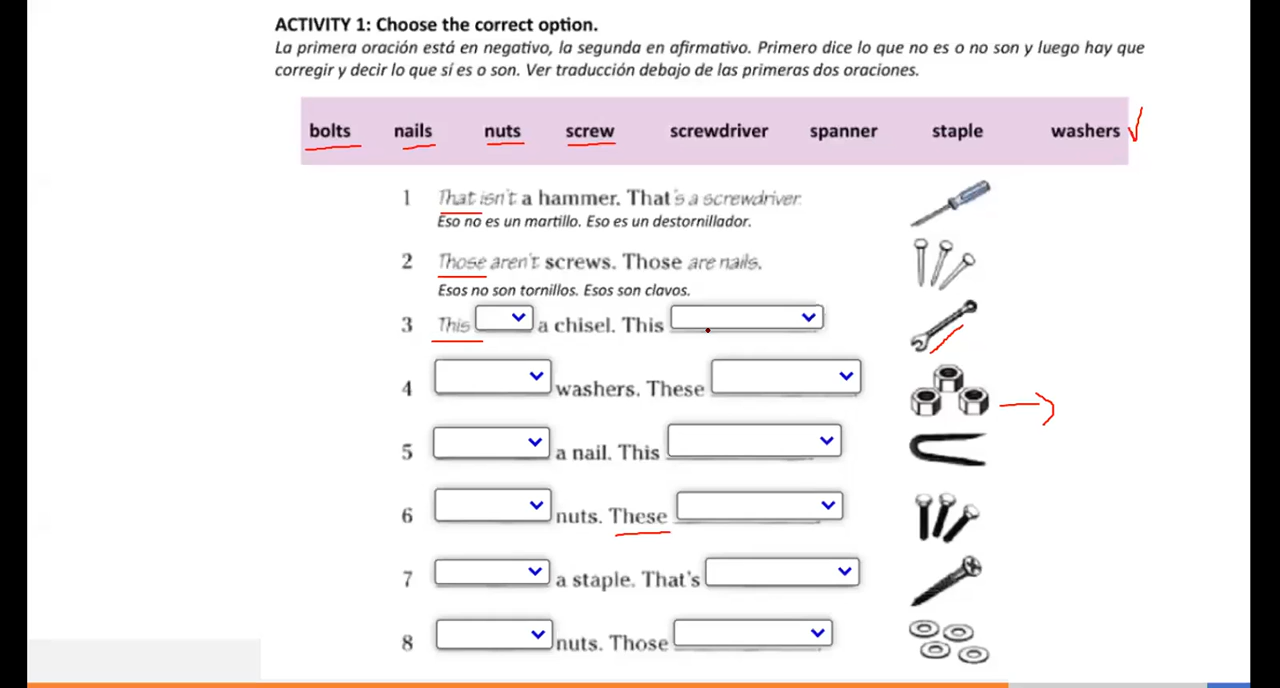 ACTIVITY 1: Choose the correct option.
La primera oración está en negativo, la segunda en afirmativo. Primero dice lo que no es o no son y luego hay que
corregir y decir lo que sí es o son. Ver traducción debajo de las primeras dos oraciones.
bolts nails nuts screw screwdriver spanner staple washers
1 That isn't a hammer. That's a screwdriver.
Eso no es un martillo. Eso es un destornillador.
2 Those aren't screws. Those are nails.
Esos no son tornillos. Esos son clavos.
3 This a chisel. This
4 washers. These
5 a nail. This
6 nuts. These
7 a staple. That's
8 nuts. Those